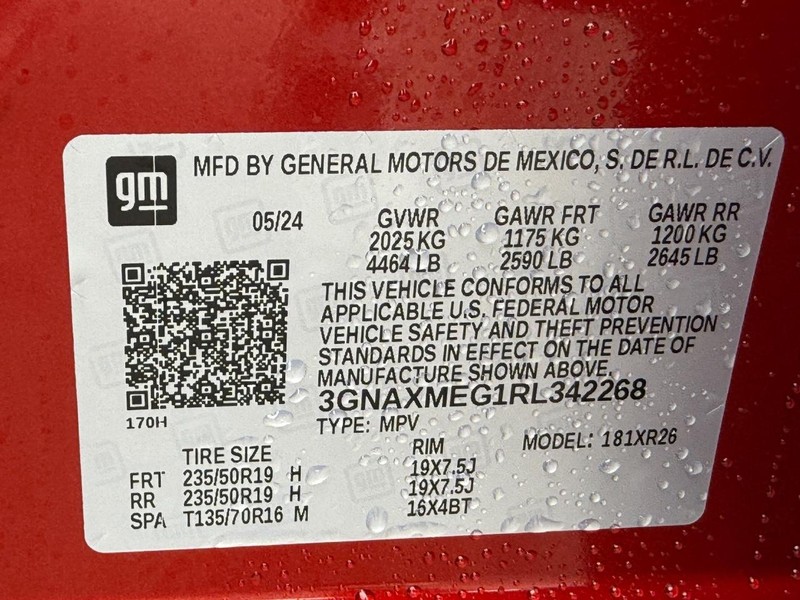 gm
MFD BY GENERAL MOTORS DE MEXICO, S, DE R.L. DE C.V.
05/24 GVWR GAWR FRT GAWR RR
2025 KG 1175 KG 1200 KG
4464 LB 2590 LB 2645 LB
THIS VEHICLE CONFORMS TO ALL
APPLICABLE U.S. FEDERAL MOTOR
VEHICLE SAFETY AND THEFT PREVENTION
STANDARDS IN EFFECT ON THE DATE OF
MANUFACTURE SHOWN ABOVE.
3GNAXMEG1RL342268
170H
TYPE: MPV MODEL: 181XR26
TIRE SIZE RIM
FRT 235/50R19 H 19X7.5J
RR 235/50R19 H 19X7.5J
SPA T135/70R16 M 16X4BT